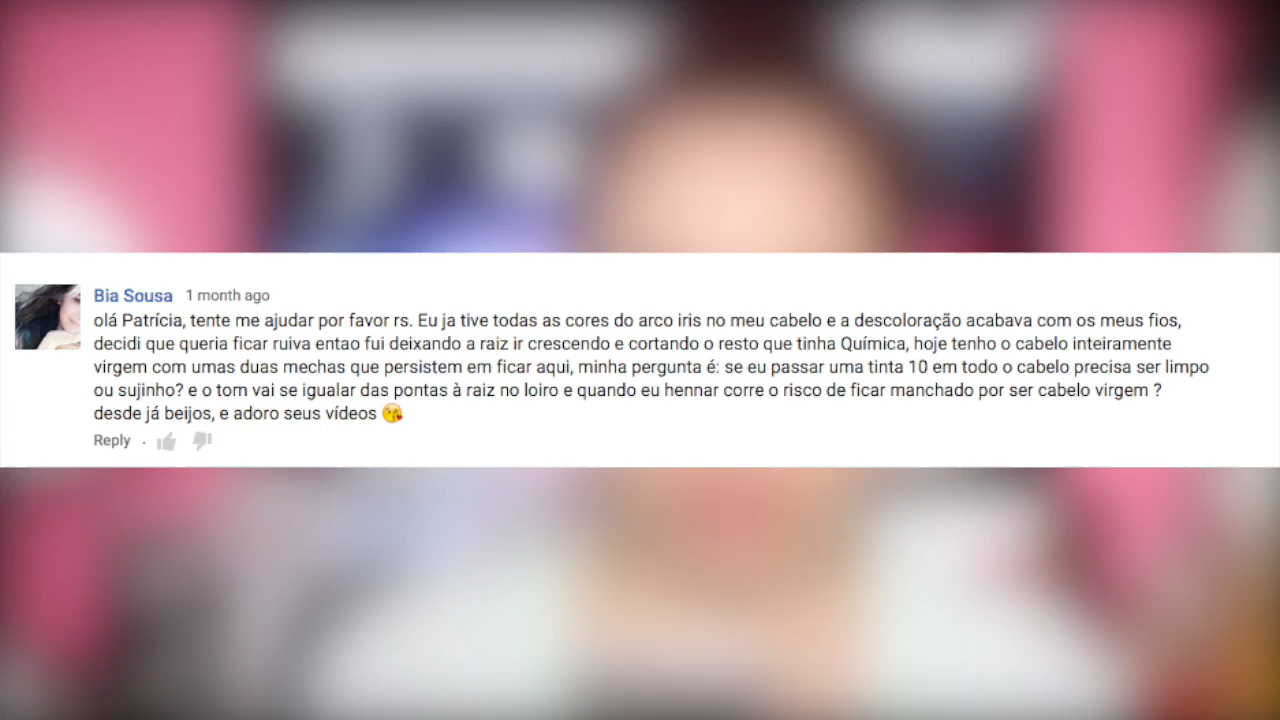 Bia Sousa 1 month ago
olá Patrícia, tente me ajudar por favor rs. Eu ja tive todas as cores do arco iris no meu cabelo e a descoloração acabava com os meus fios,
decidi que queria ficar ruiva entao fui deixando a raiz ir crescendo e cortando o resto que tinha Química, hoje tenho o cabelo inteiramente
virgem com umas duas mechas que persistem em ficar aqui, minha pergunta é: se eu passar uma tinta 10 em todo o cabelo precisa ser limpo
ou sujinho? e o tom vai se igualar das pontas à raiz no loiro e quando eu hennar corre o risco de ficar manchado por ser cabelo virgem ?
desde já beijos, e adoro seus vídeos 😘
Reply ·